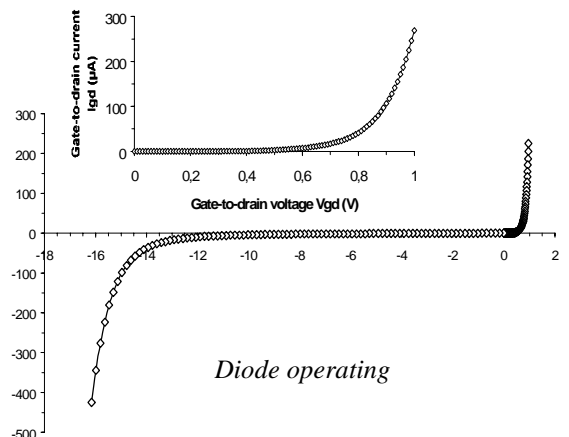 Gate-to-drain current
Igd (µA)
300
200
100
0
0 0,2 0,4 0,6 0,8 1
Gate-to-drain voltage Vgd (V)
300
200
100
0
-18 -16 -14 -12 -10 -8 -6 -4 -2 0 2
-100
-200
-300
-400
-500
Diode operating